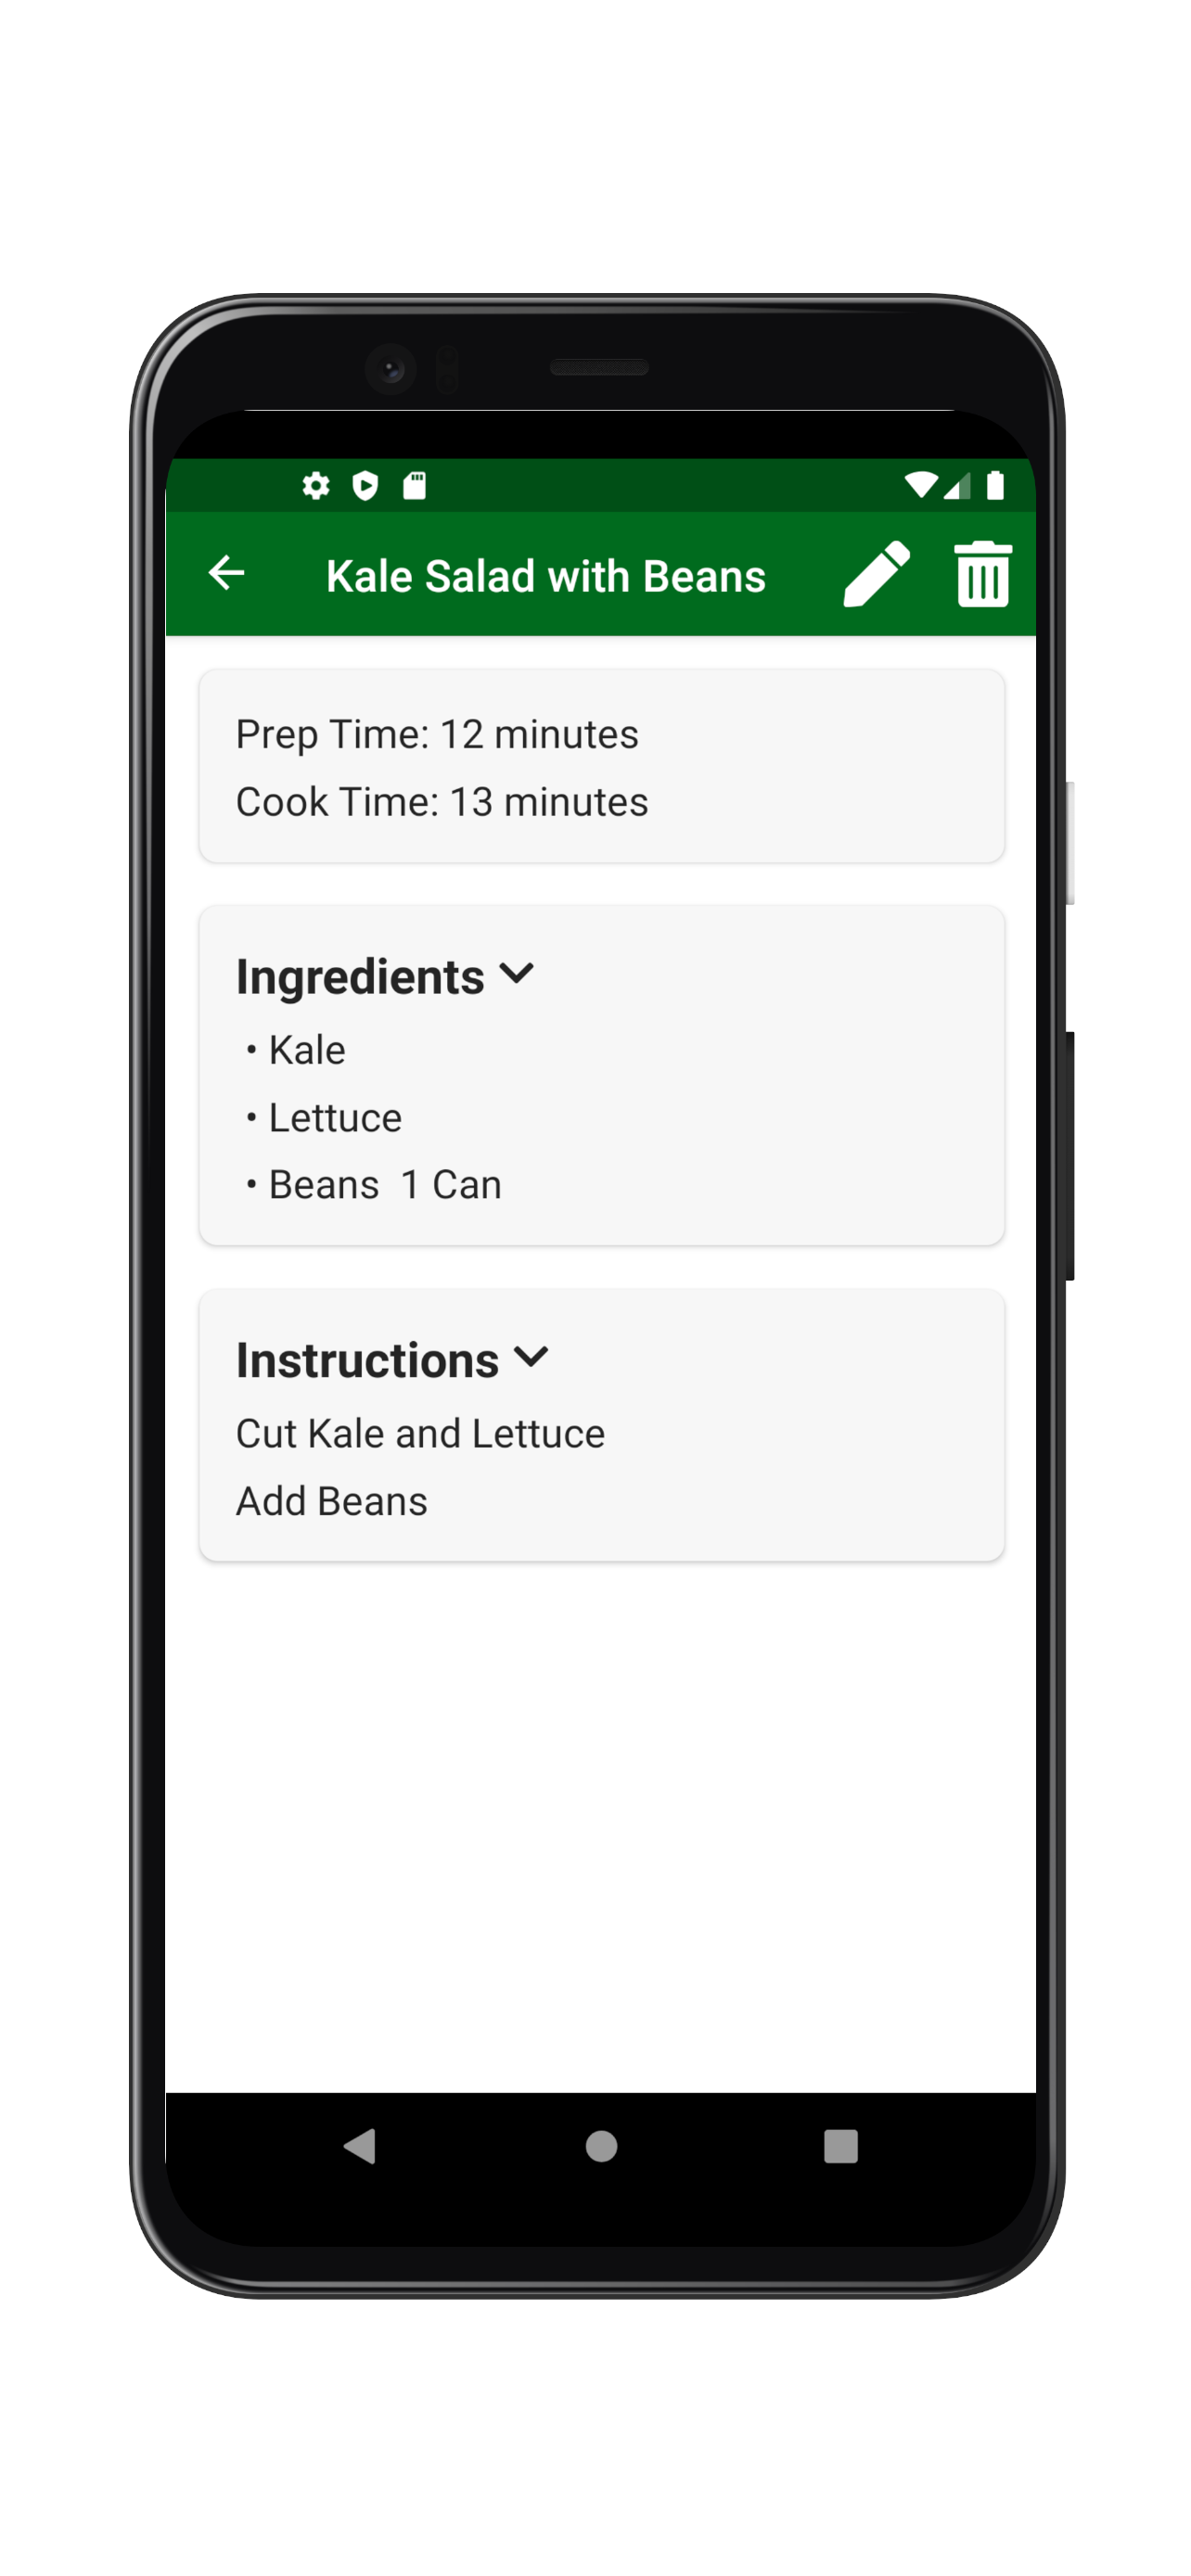 Kale Salad with Beans
Prep Time: 12 minutes
Cook Time: 13 minutes
Ingredients
• Kale
• Lettuce
• Beans  1 Can
Instructions
Cut Kale and Lettuce
Add Beans